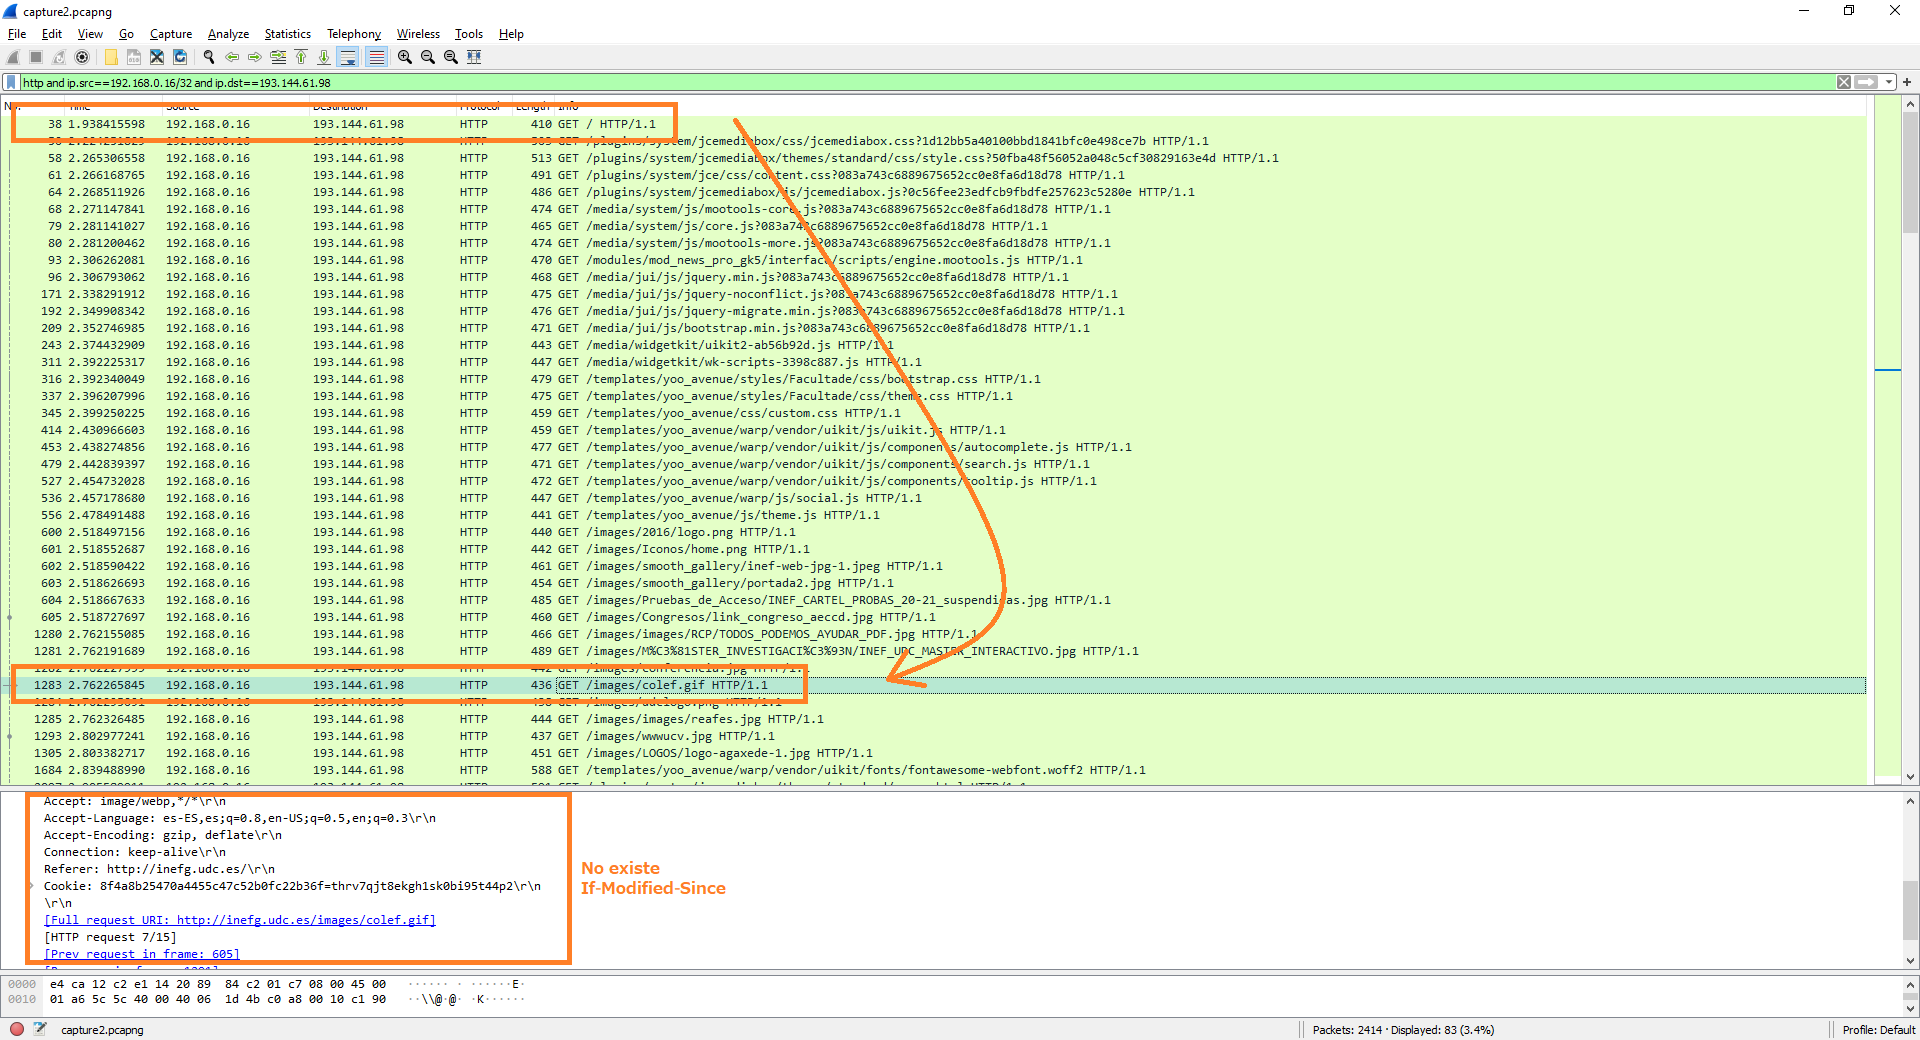 capture2.pcapng
File Edit View Go Capture Analyze Statistics Telephony Wireless Tools Help
http and ip.src==192.168.0.16/32 and ip.dst==193.144.61.98
No. Time Source Destination Protocol Length Info
38 1.938415598 192.168.0.16 193.144.61.98 HTTP 410 GET / HTTP/1.1
/plugins/system/jcemediabox/css/jcemediabox.css?1d12bb5a40100bbd1841bfc0e498ce7b HTTP/1.1
58 2.265306558 192.168.0.16 193.144.61.98 HTTP 513 GET /plugins/system/jcemediabox/themes/standard/css/style.css?50fba48f56052a048c5cf30829163e4d HTTP/1.1
61 2.266168765 192.168.0.16 193.144.61.98 HTTP 491 GET /plugins/system/jce/css/content.css?083a743c6889675652cc0e8fa6d18d78 HTTP/1.1
64 2.268511926 192.168.0.16 193.144.61.98 HTTP 486 GET /plugins/system/jcemediabox/js/jcemediabox.js?0c56fee23edfcb9fbdfe257623c5280e HTTP/1.1
68 2.271147841 192.168.0.16 193.144.61.98 HTTP 474 GET /media/system/js/mootools-core.js?083a743c6889675652cc0e8fa6d18d78 HTTP/1.1
79 2.281141027 192.168.0.16 193.144.61.98 HTTP 465 GET /media/system/js/core.js?083a743c6889675652cc0e8fa6d18d78 HTTP/1.1
80 2.281200462 192.168.0.16 193.144.61.98 HTTP 474 GET /media/system/js/mootools-more.js?083a743c6889675652cc0e8fa6d18d78 HTTP/1.1
93 2.306262081 192.168.0.16 193.144.61.98 HTTP 470 GET /modules/mod_news_pro_gk5/interface/scripts/engine.mootools.js HTTP/1.1
96 2.306793062 192.168.0.16 193.144.61.98 HTTP 468 GET /media/jui/js/jquery.min.js?083a743c6889675652cc0e8fa6d18d78 HTTP/1.1
171 2.338291912 192.168.0.16 193.144.61.98 HTTP 475 GET /media/jui/js/jquery-noconflict.js?083a743c6889675652cc0e8fa6d18d78 HTTP/1.1
192 2.349908342 192.168.0.16 193.144.61.98 HTTP 476 GET /media/jui/js/jquery-migrate.min.js?083a743c6889675652cc0e8fa6d18d78 HTTP/1.1
209 2.352746985 192.168.0.16 193.144.61.98 HTTP 471 GET /media/jui/js/bootstrap.min.js?083a743c6889675652cc0e8fa6d18d78 HTTP/1.1
243 2.374432909 192.168.0.16 193.144.61.98 HTTP 443 GET /media/widgetkit/uikit2-ab56b92d.js HTTP/1.1
311 2.392225317 192.168.0.16 193.144.61.98 HTTP 447 GET /media/widgetkit/wk-scripts-3398c887.js HTTP/1.1
316 2.392340049 192.168.0.16 193.144.61.98 HTTP 479 GET /templates/yoo_avenue/styles/Facultade/css/bootstrap.css HTTP/1.1
337 2.396207996 192.168.0.16 193.144.61.98 HTTP 475 GET /templates/yoo_avenue/styles/Facultade/css/theme.css HTTP/1.1
345 2.399250225 192.168.0.16 193.144.61.98 HTTP 459 GET /templates/yoo_avenue/css/custom.css HTTP/1.1
414 2.430966603 192.168.0.16 193.144.61.98 HTTP 459 GET /templates/yoo_avenue/warp/vendor/uikit/js/uikit.js HTTP/1.1
453 2.438274856 192.168.0.16 193.144.61.98 HTTP 477 GET /templates/yoo_avenue/warp/vendor/uikit/js/components/autocomplete.js HTTP/1.1
479 2.442839397 192.168.0.16 193.144.61.98 HTTP 471 GET /templates/yoo_avenue/warp/vendor/uikit/js/components/search.js HTTP/1.1
527 2.454732028 192.168.0.16 193.144.61.98 HTTP 472 GET /templates/yoo_avenue/warp/vendor/uikit/js/components/tooltip.js HTTP/1.1
536 2.457178680 192.168.0.16 193.144.61.98 HTTP 447 GET /templates/yoo_avenue/warp/js/social.js HTTP/1.1
556 2.478491488 192.168.0.16 193.144.61.98 HTTP 441 GET /templates/yoo_avenue/js/theme.js HTTP/1.1
600 2.518497156 192.168.0.16 193.144.61.98 HTTP 440 GET /images/2016/logo.png HTTP/1.1
601 2.518552687 192.168.0.16 193.144.61.98 HTTP 442 GET /images/Iconos/home.png HTTP/1.1
602 2.518590422 192.168.0.16 193.144.61.98 HTTP 461 GET /images/smooth_gallery/inef-web-jpg-1.jpeg HTTP/1.1
603 2.518626693 192.168.0.16 193.144.61.98 HTTP 454 GET /images/smooth_gallery/portada2.jpg HTTP/1.1
604 2.518667633 192.168.0.16 193.144.61.98 HTTP 485 GET /images/Pruebas_de_Acceso/INEF_CARTEL_PROBAS_20-21_suspendidas.jpg HTTP/1.1
605 2.518727697 192.168.0.16 193.144.61.98 HTTP 460 GET /images/Congresos/link_congreso_aeccd.jpg HTTP/1.1
1280 2.762155085 192.168.0.16 193.144.61.98 HTTP 466 GET /images/images/RCP/TODOS_PODEMOS_AYUDAR_PDF.jpg HTTP/1.1
1281 2.762191689 192.168.0.16 193.144.61.98 HTTP 489 GET /images/M%C3%81STER_INVESTIGACI%C3%93N/INEF_UDC_MASTER_INTERACTIVO.jpg HTTP/1.1
/images/conferencia.jpg HTTP/1.1
1283 2.762265845 192.168.0.16 193.144.61.98 HTTP 436 GET /images/colef.gif HTTP/1.1
/images/udclogo.png HTTP/1.1
1285 2.762326485 192.168.0.16 193.144.61.98 HTTP 444 GET /images/images/reafes.jpg HTTP/1.1
1293 2.802977241 192.168.0.16 193.144.61.98 HTTP 437 GET /images/wwwucv.jpg HTTP/1.1
1305 2.803382717 192.168.0.16 193.144.61.98 HTTP 451 GET /images/LOGOS/logo-agaxede-1.jpg HTTP/1.1
1684 2.839488990 192.168.0.16 193.144.61.98 HTTP 588 GET /templates/yoo_avenue/warp/vendor/uikit/fonts/fontawesome-webfont.woff2 HTTP/1.1
Accept: image/webp,*/*\r\n
Accept-Language: es-ES,es;q=0.8,en-US;q=0.5,en;q=0.3\r\n
Accept-Encoding: gzip, deflate\r\n
Connection: keep-alive\r\n
Referer: http://inefg.udc.es/\r\n
Cookie: 8f4a8b25470a4455c47c52b0fc22b36f=thrv7qjt8ekgh1sk0bi95t44p2\r\n
\r\n
[Full request URI: http://inefg.udc.es/images/colef.gif]
[HTTP request 7/15]
[Prev request in frame: 605]
No existe
If-Modified-Since
0000 e4 ca 12 c2 e1 14 20 89 84 c2 01 c7 08 00 45 00 ······ · ······E·
0010 01 a6 5c 5c 40 00 40 06 1d 4b c0 a8 00 10 c1 90 ··\\@·@· ·K······
capture2.pcapng
Packets: 2414 · Displayed: 83 (3.4%)
Profile: Default